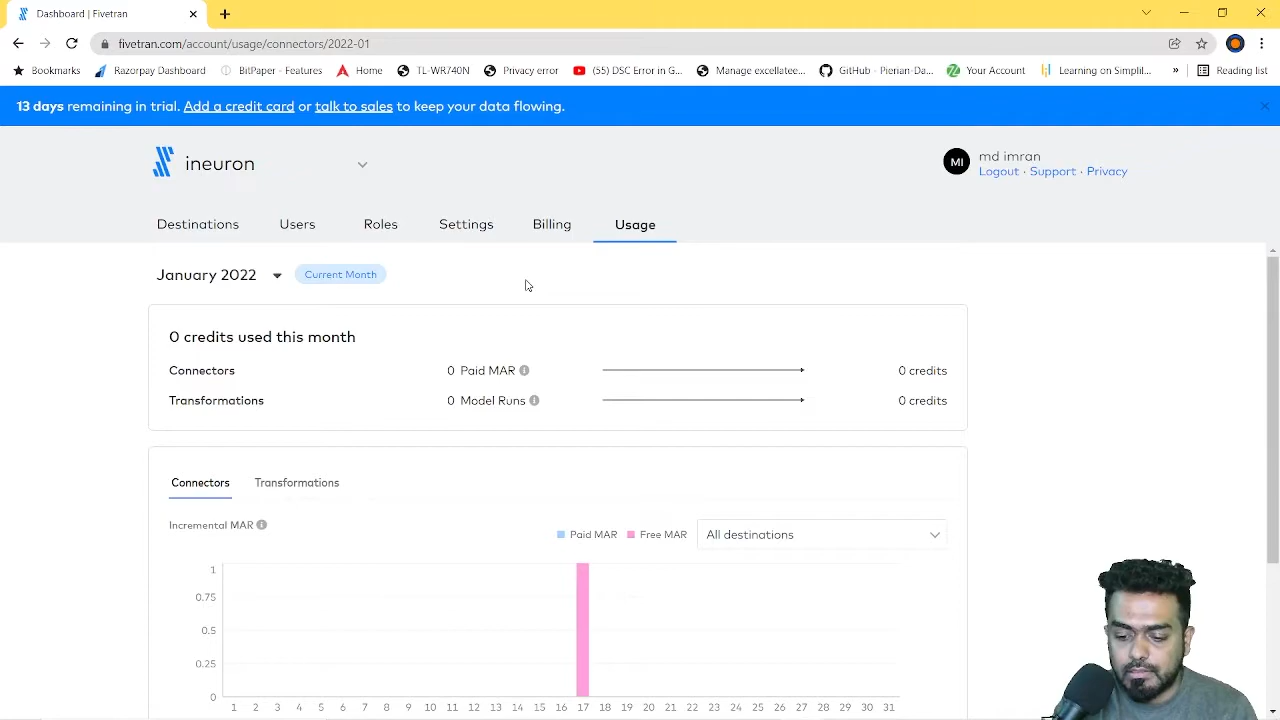 Dashboard | Fivetran
fivetran.com/account/usage/connectors/2022-01
Bookmarks Razorpay Dashboard BitPaper - Features Home TL-WR740N Privacy error (55) DSC Error in G... Manage excellstee... GitHub - Pierian-Da... Your Account Learning on Simplil... » Reading list
13 days remaining in trial. Add a credit card or talk to sales to keep your data flowing.
ineuron
MI md imran
Logout · Support · Privacy
Destinations Users Roles Settings Billing Usage
January 2022 Current Month
0 credits used this month
Connectors 0 Paid MAR 0 credits
Transformations 0 Model Runs 0 credits
Connectors Transformations
Incremental MAR
Paid MAR Free MAR All destinations
1
0.75
0.5
0.25
0
1 2 3 4 5 6 7 8 9 10 11 12 13 14 15 16 17 18 19 20 21 22 23 24 25 26 27 28 29 30 31